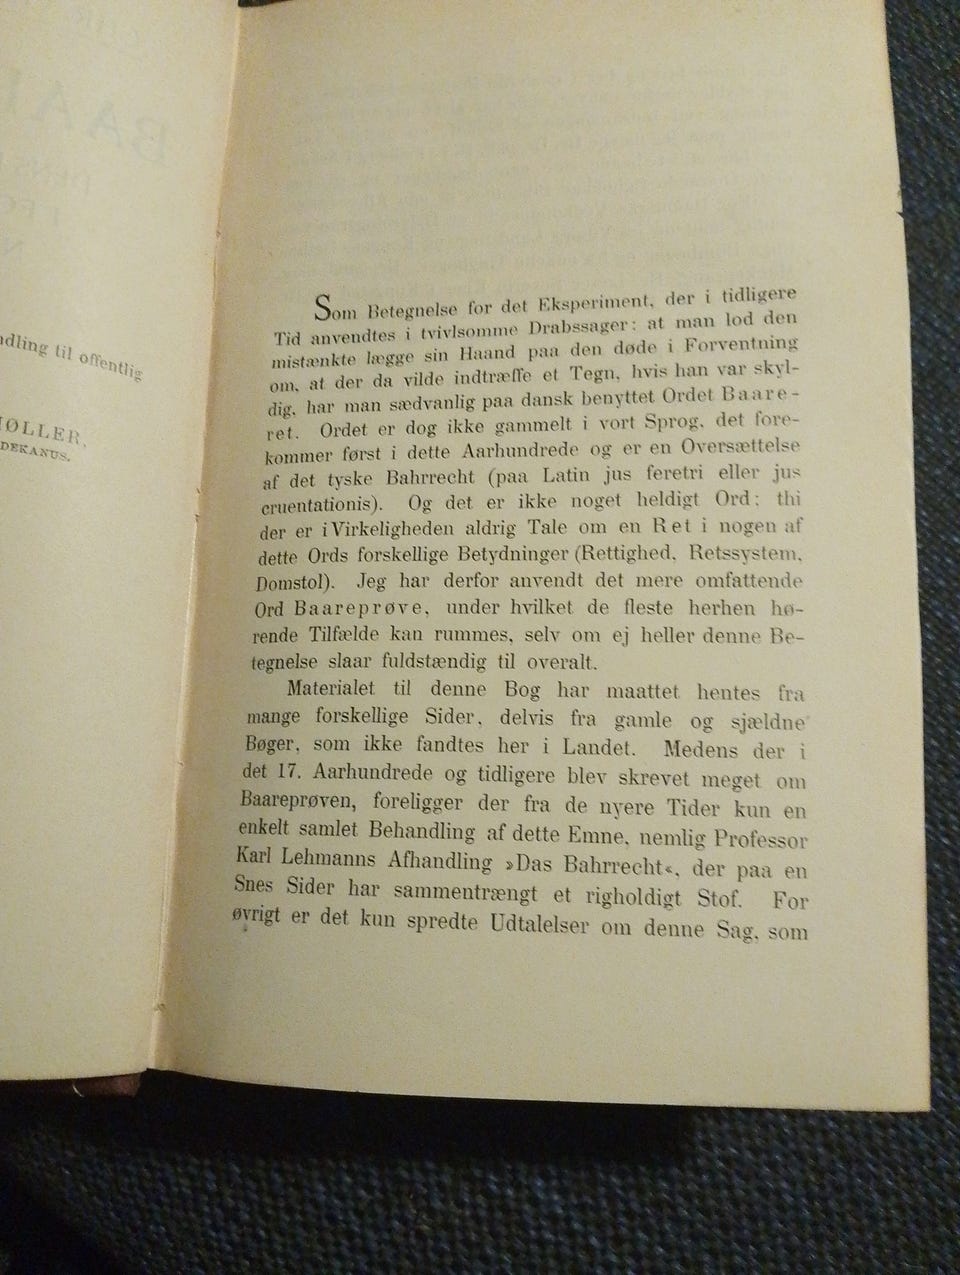 BAA
dling til offentlig
ØLLER,
DEKANUS.
Som Betegnelse for det Eksperiment, der i tidligere
Tid anvendtes i tvivlsomme Drabssager: at man lod den
mistænkte lægge sin Haand paa den døde i Forventning
om, at der da vilde indtræffe et Tegn, hvis han var skyl-
dig, har man sædvanlig paa dansk benyttet Ordet Baare-
ret. Ordet er dog ikke gammelt i vort Sprog, det fore-
kommer først i dette Aarhundrede og er en Oversættelse
af det tyske Bahrrecht (paa Latin jus feretri eller jus
cruentationis). Og det er ikke noget heldigt Ord; thi
der er i Virkeligheden aldrig Tale om en Ret i nogen af
dette Ords forskellige Betydninger (Rettighed, Retssystem,
Domstol). Jeg har derfor anvendt det mere omfattende
Ord Baareprøve, under hvilket de fleste herhen hø-
rende Tilfælde kan rummes, selv om ej heller denne Be-
tegnelse slaar fuldstændig til overalt.
Materialet til denne Bog har maattet hentes fra
mange forskellige Sider, delvis fra gamle og sjældne
Bøger, som ikke fandtes her i Landet. Medens der i
det 17. Aarhundrede og tidligere blev skrevet meget om
Baareprøven, foreligger der fra de nyere Tider kun en
enkelt samlet Behandling af dette Emne, nemlig Professor
Karl Lehmanns Afhandling »Das Bahrrecht«, der paa en
Snes Sider har sammentrængt et righoldigt Stof. For
øvrigt er det kun spredte Udtalelser om denne Sag, som